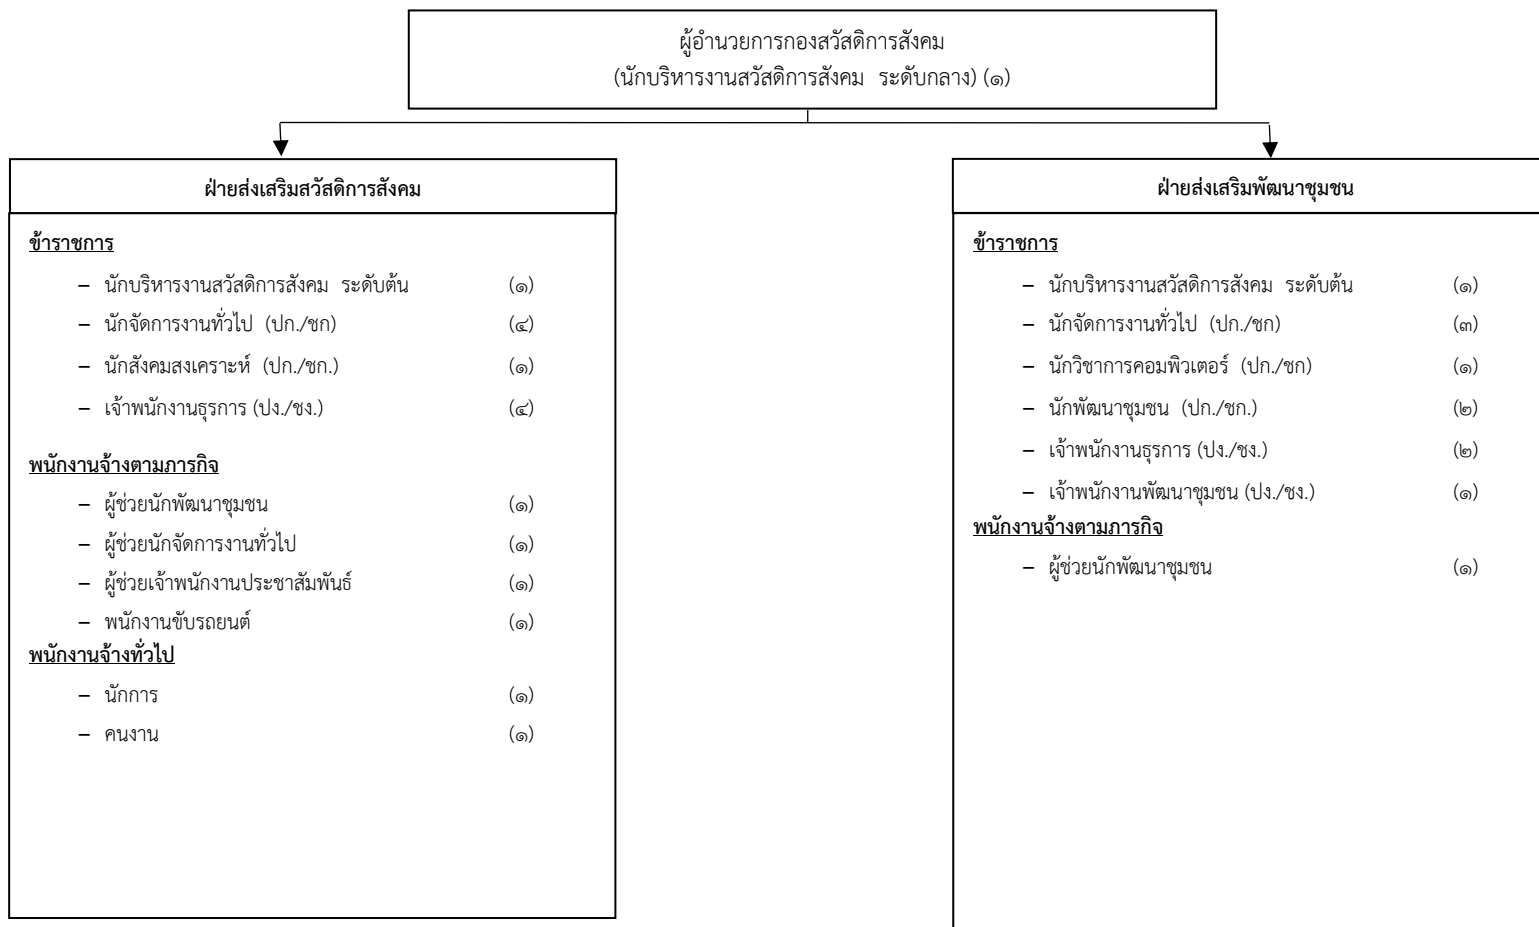 ผู้อำนวยการกองสวัสดิการสังคม
(นักบริหารงานสวัสดิการสังคม ระดับกลาง) (๑)
ฝ่ายส่งเสริมสวัสดิการสังคม
ข้าราชการ
– นักบริหารงานสวัสดิการสังคม ระดับต้น (๑)
– นักจัดการงานทั่วไป (ปก./ชก) (๔)
– นักสังคมสงเคราะห์ (ปก./ชก.) (๑)
– เจ้าพนักงานธุรการ (ปง./ชง.) (๔)
พนักงานจ้างตามภารกิจ
– ผู้ช่วยนักพัฒนาชุมชน (๑)
– ผู้ช่วยนักจัดการงานทั่วไป (๑)
– ผู้ช่วยเจ้าพนักงานประชาสัมพันธ์ (๑)
– พนักงานขับรถยนต์ (๑)
พนักงานจ้างทั่วไป
– นักการ (๑)
– คนงาน (๑)
ฝ่ายส่งเสริมพัฒนาชุมชน
ข้าราชการ
– นักบริหารงานสวัสดิการสังคม ระดับต้น (๑)
– นักจัดการงานทั่วไป (ปก./ชก) (๓)
– นักวิชาการคอมพิวเตอร์ (ปก./ชก) (๑)
– นักพัฒนาชุมชน (ปก./ชก.) (๒)
– เจ้าพนักงานธุรการ (ปง./ชง.) (๒)
– เจ้าพนักงานพัฒนาชุมชน (ปง./ชง.) (๑)
พนักงานจ้างตามภารกิจ
– ผู้ช่วยนักพัฒนาชุมชน (๑)